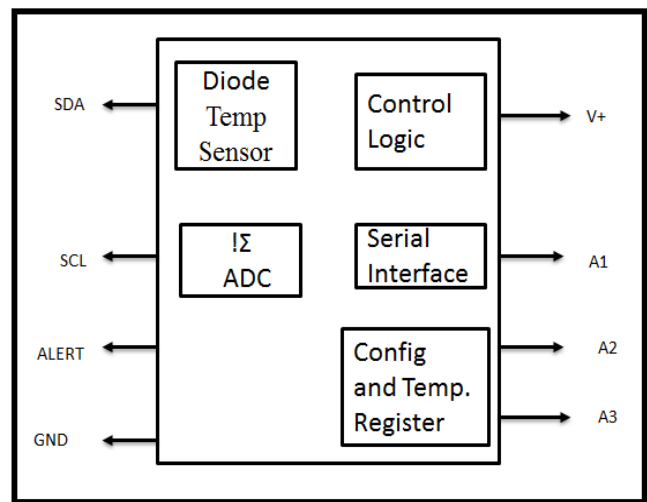 SDA
Diode
Temp
Sensor
Control
Logic
V+
SCL
!Σ
ADC
Serial
Interface
A1
ALERT
Config
and Temp.
Register
A2
A3
GND